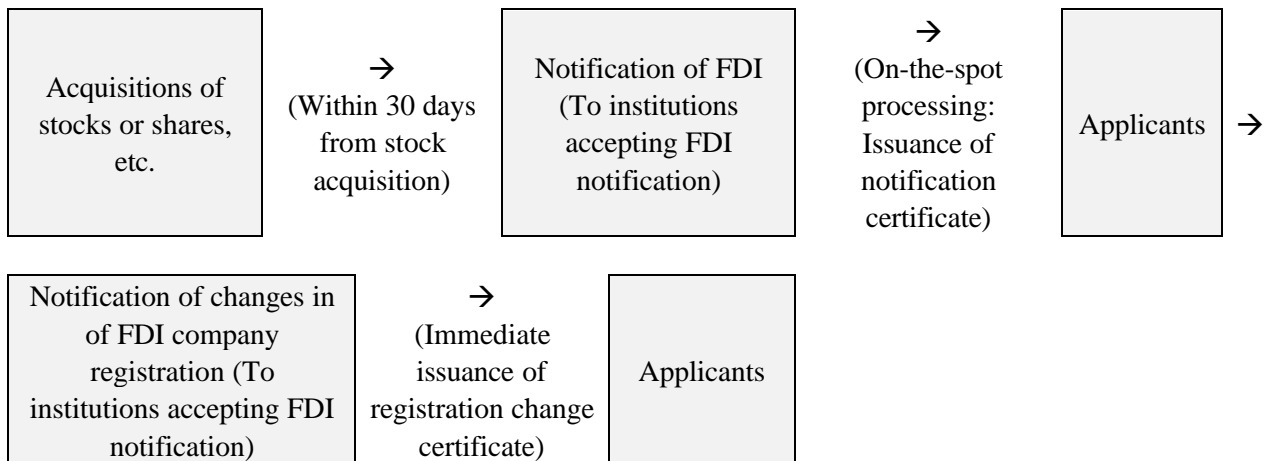 Acquisitions of
stocks or shares,
etc.
→
(Within 30 days
from stock
acquisition)
Notification of FDI
(To institutions
accepting FDI
notification)
→
(On-the-spot
processing:
Issuance of
notification
certificate)
Applicants
→
Notification of changes in
of FDI company
registration (To
institutions accepting FDI
notification)
→
(Immediate
issuance of
registration change
certificate)
Applicants